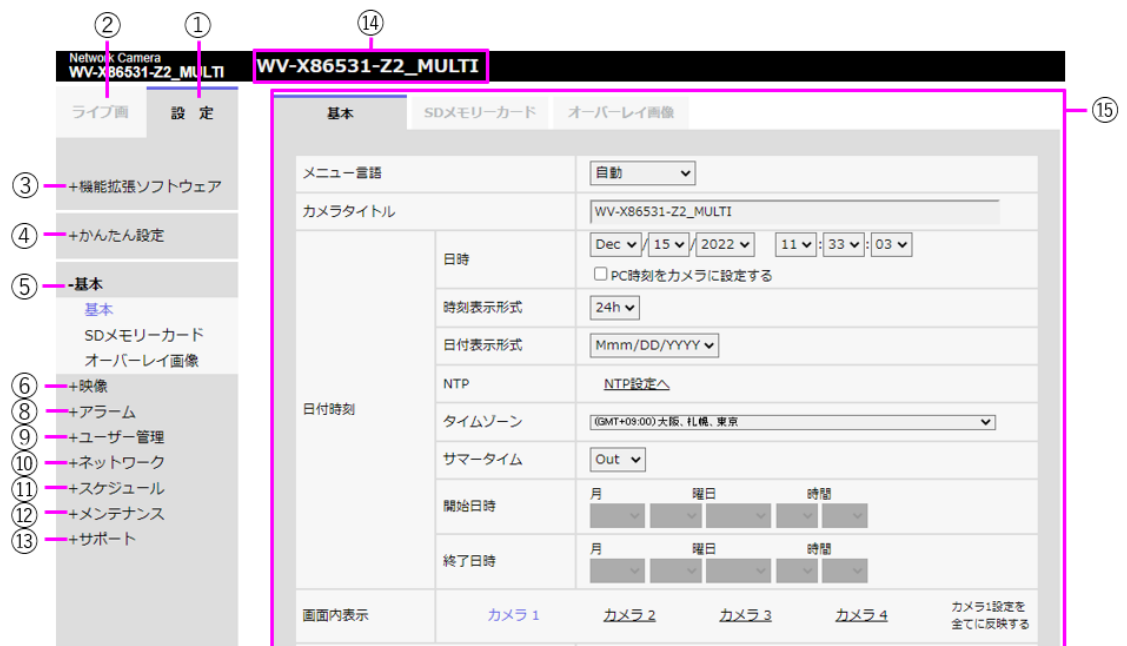 ② ① ⑭
Network Camera
WV-X86531-Z2_MULTI
WV-X86531-Z2_MULTI
ライブ画 設 定
基本 SDメモリーカード オーバーレイ画像
⑮
③ +機能拡張ソフトウェア
④ +かんたん設定
⑤ -基本
基本
SDメモリーカード
オーバーレイ画像
⑥ +映像
⑧ +アラーム
⑨ +ユーザー管理
⑩ +ネットワーク
⑪ +スケジュール
⑫ +メンテナンス
⑬ +サポート
メニュー言語 自動
カメラタイトル WV-X86531-Z2_MULTI
日付時刻
日時 Dec / 15 / 2022 11 : 33 : 03
PC時刻をカメラに設定する
時刻表示形式 24h
日付表示形式 Mmm/DD/YYYY
NTP NTP設定へ
タイムゾーン (GMT+09:00) 大阪、札幌、東京
サマータイム Out
開始日時 月 曜日 時間
終了日時 月 曜日 時間
画面内表示 カメラ 1 カメラ 2 カメラ 3 カメラ 4 カメラ1設定を
全てに反映する